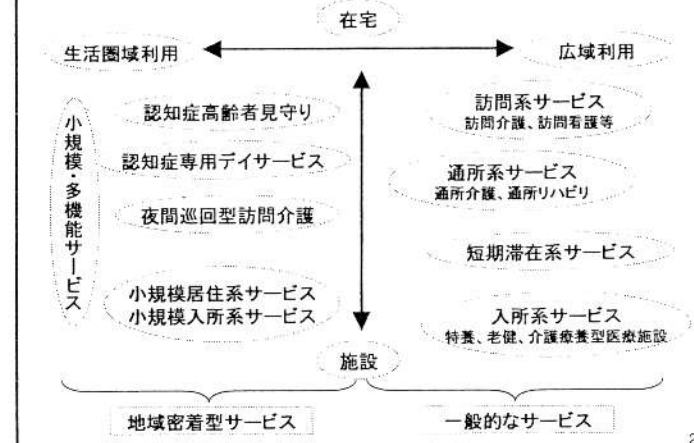 在宅
生活圏域利用
広域利用
小規模・多機能サービス
認知症高齢者見守り
認知症専用デイサービス
夜間巡回型訪問介護
小規模居住系サービス
小規模入所系サービス
訪問系サービス
訪問介護、訪問看護等
通所系サービス
通所介護、通所リハビリ
短期滞在系サービス
入所系サービス
特養、老健、介護療養型医療施設
施設
地域密着型サービス
一般的なサービス